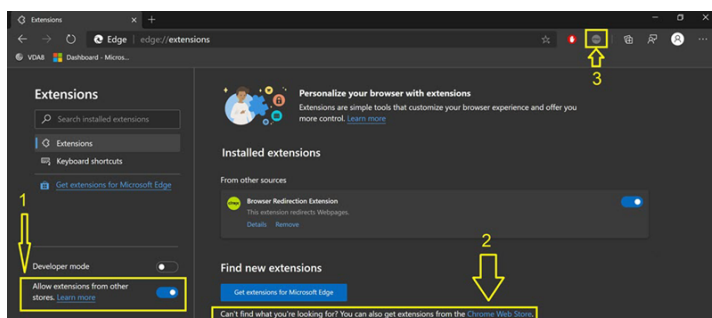 Extensions
Edge | edge://extensions
VDA8
Dashboard - Micros...
3
Extensions
Search installed extensions
Extensions
Keyboard shortcuts
Get extensions for Microsoft Edge
1
Developer mode
Allow extensions from other
stores. Learn more
Personalize your browser with extensions
Extensions are simple tools that customize your browser experience and offer you
more control. Learn more
Installed extensions
From other sources
Browser Redirection Extension
This extension redirects Webpages.
Details Remove
2
Find new extensions
Get extensions for Microsoft Edge
Can't find what you're looking for? You can also get extensions from the Chrome Web Store.